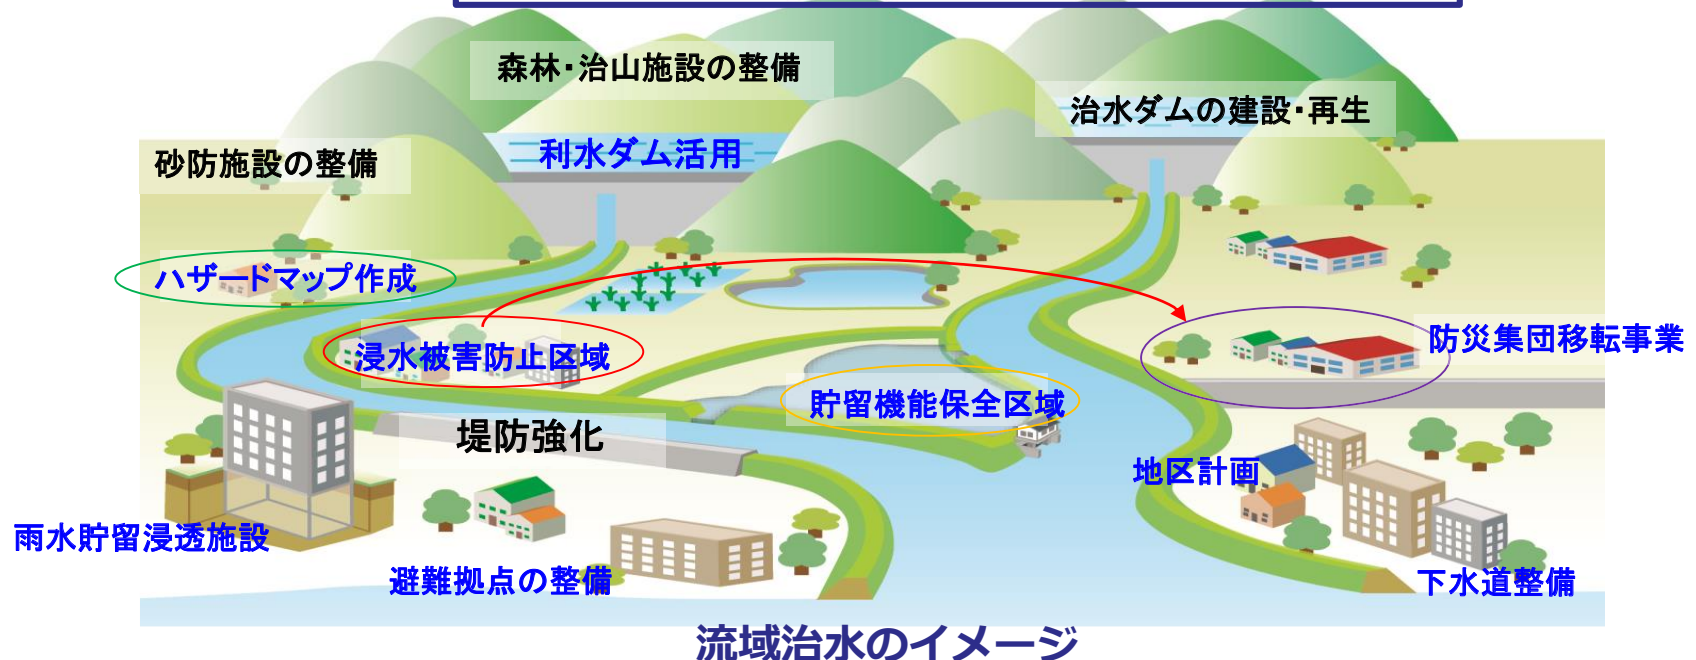 森林・治山施設の整備
治水ダムの建設・再生
利水ダム活用
砂防施設の整備
ハザードマップ作成
浸水被害防止区域
防災集団移転事業
貯留機能保全区域
堤防強化
地区計画
雨水貯留浸透施設
避難拠点の整備
下水道整備
流域治水のイメージ